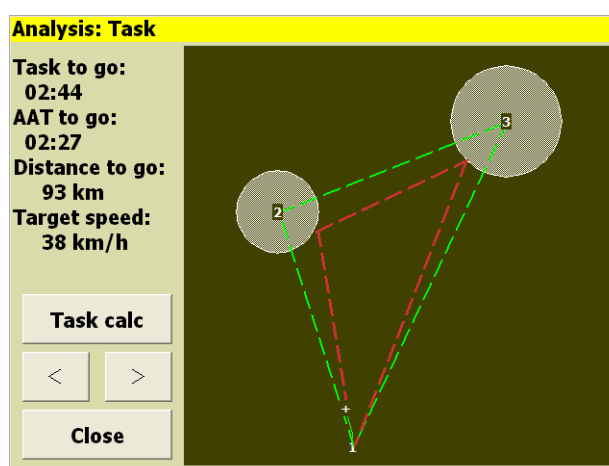 Analysis: Task
Task to go:
02:44
AAT to go:
02:27
Distance to go:
93 km
Target speed:
38 km/h
Task calc
< >
Close
2
3
1